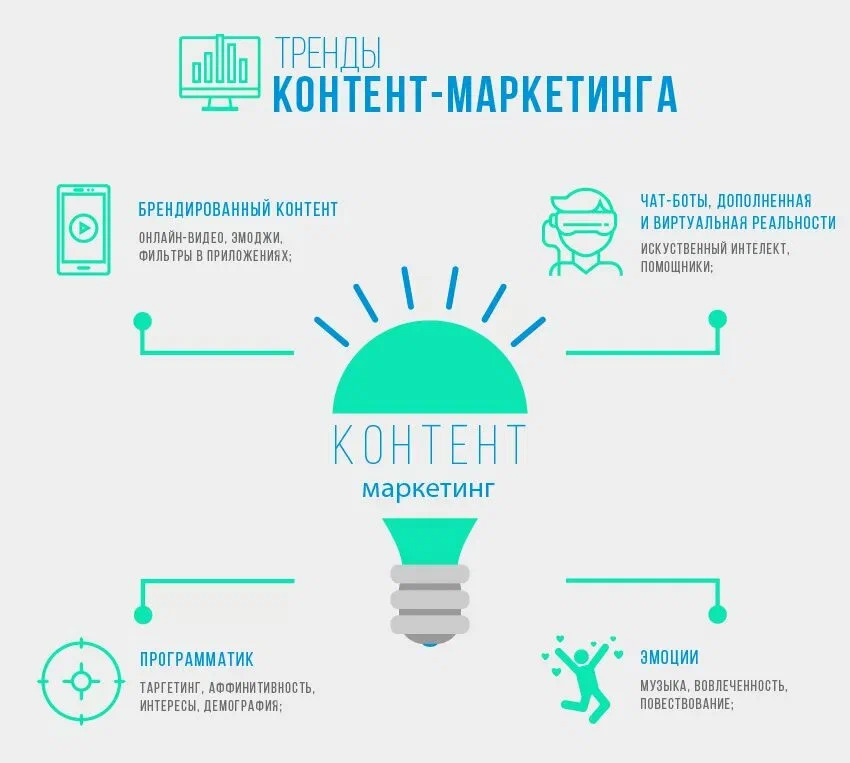 ТРЕНДЫ
КОНТЕНТ-МАРКЕТИНГА
БРЕНДИРОВАННЫЙ КОНТЕНТ
ОНЛАЙН-ВИДЕО, ЭМОДЖИ,
ФИЛЬТРЫ В ПРИЛОЖЕНИЯХ;
ЧАТ-БОТЫ, ДОПОЛНЕННАЯ
И ВИРТУАЛЬНАЯ РЕАЛЬНОСТИ
ИСКУСТВЕННЫЙ ИНТЕЛЕКТ,
ПОМОЩНИКИ;
КОНТЕНТ
маркетинг
ПРОГРАММАТИК
ТАРГЕТИНГ, АФФИНИТИВНОСТЬ,
ИНТЕРЕСЫ, ДЕМОГРАФИЯ;
ЭМОЦИИ
МУЗЫКА, ВОВЛЕЧЕННОСТЬ,
ПОВЕСТВОВАНИЕ;